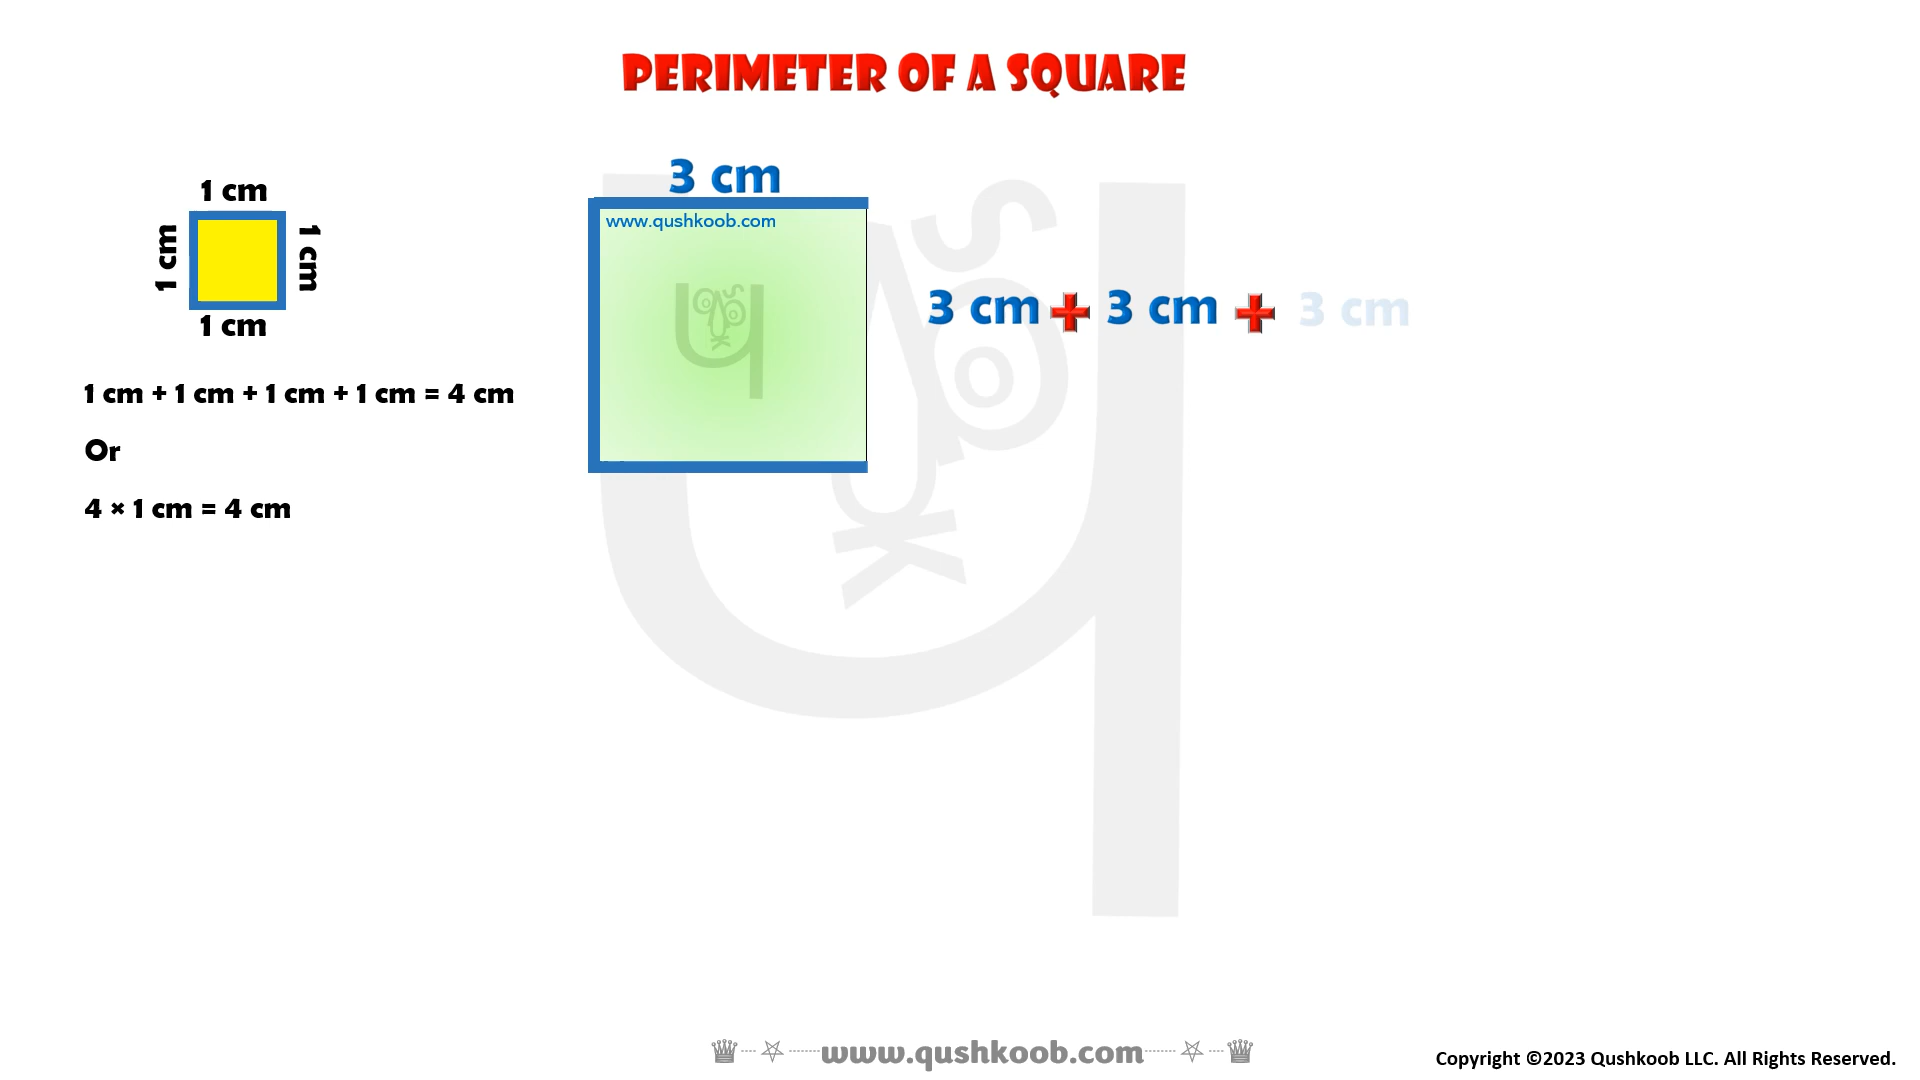 PERIMETER OF A SQUARE
1 cm
1 cm
1 cm
1 cm
1 cm + 1 cm + 1 cm + 1 cm = 4 cm
Or
4 × 1 cm = 4 cm
3 cm
www.qushkoob.com
3 cm + 3 cm + 3 cm
www.qushkoob.com
Copyright ©2023 Qushkoob LLC. All Rights Reserved.